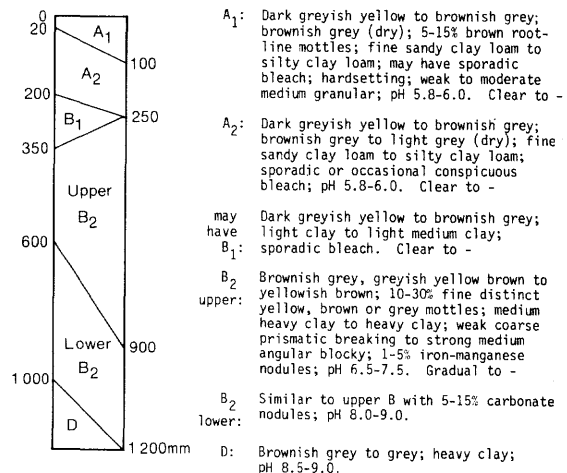 0
20
A1
100
A2
200
B1
250
350
Upper
B2
600
Lower
B2
900
1000
D
1200mm
A1: Dark greyish yellow to brownish grey;
brownish grey (dry); 5-15% brown root-
line mottles; fine sandy clay loam to
silty clay loam; may have sporadic
bleach; hardsetting; weak to moderate
medium granular; pH 5.8-6.0. Clear to -
A2: Dark greyish yellow to brownish grey;
brownish grey to light grey (dry); fine
sandy clay loam to silty clay loam;
sporadic or occasional conspicuous
bleach; pH 5.8-6.0. Clear to -
may Dark greyish yellow to brownish grey;
have light clay to light medium clay;
B1: sporadic bleach. Clear to -
B2 Brownish grey, greyish yellow brown to
upper: yellowish brown; 10-30% fine distinct
yellow, brown or grey mottles; medium
heavy clay to heavy clay; weak coarse
prismatic breaking to strong medium
angular blocky; 1-5% iron-manganese
nodules; pH 6.5-7.5. Gradual to -
B2 Similar to upper B with 5-15% carbonate
lower: nodules; pH 8.0-9.0.
D: Brownish grey to grey; heavy clay;
pH 8.5-9.0.